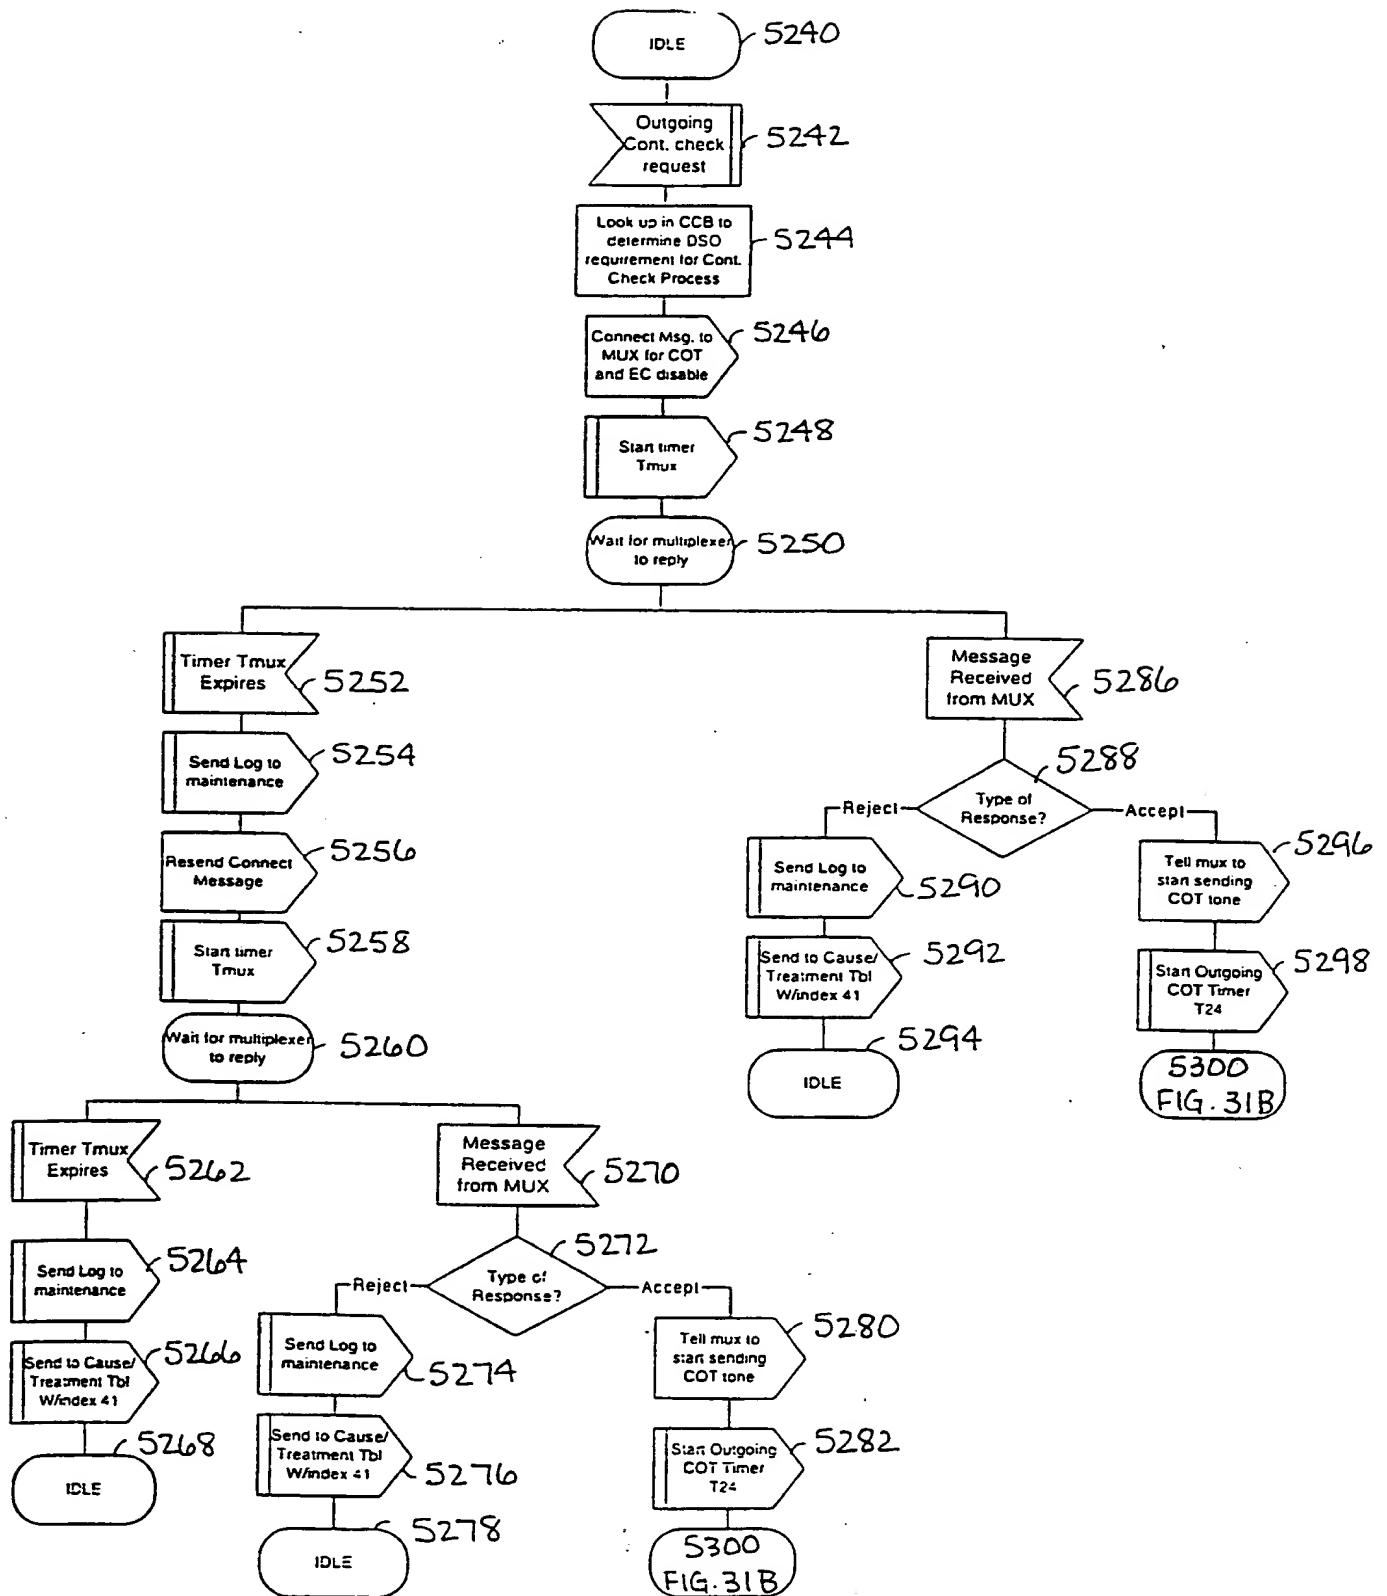 IDLE
5240
Outgoing
Cont. check
request
5242
Look up in CCB to
determine DSO
requirement for Cont.
Check Process
5244
Connect Msg. to
MUX for COT
and EC disable
5246
Start timer
Tmux
5248
Wait for multiplexer
to reply
5250
Timer Tmux
Expires
5252
Send Log to
maintenance
5254
Resend Connect
Message
5256
Start timer
Tmux
5258
Wait for multiplexer
to reply
5260
Timer Tmux
Expires
5262
Send Log to
maintenance
5264
Send to Cause/
Treatment Tbl
W/index 41
5266
IDLE
5268
Message
Received
from MUX
5270
Type of
Response?
5272
Reject
Accept
Send Log to
maintenance
5274
Send to Cause/
Treatment Tbl
W/index 41
5276
IDLE
5278
Tell mux to
start sending
COT tone
5280
Start Outgoing
COT Timer
T24
5282
5300
FIG. 31B
Message
Received
from MUX
5286
Type of
Response?
5288
Reject
Accept
Send Log to
maintenance
5290
Send to Cause/
Treatment Tbl
W/index 41
5292
IDLE
5294
Tell mux to
start sending
COT tone
5296
Start Outgoing
COT Timer
T24
5298
5300
FIG. 31B